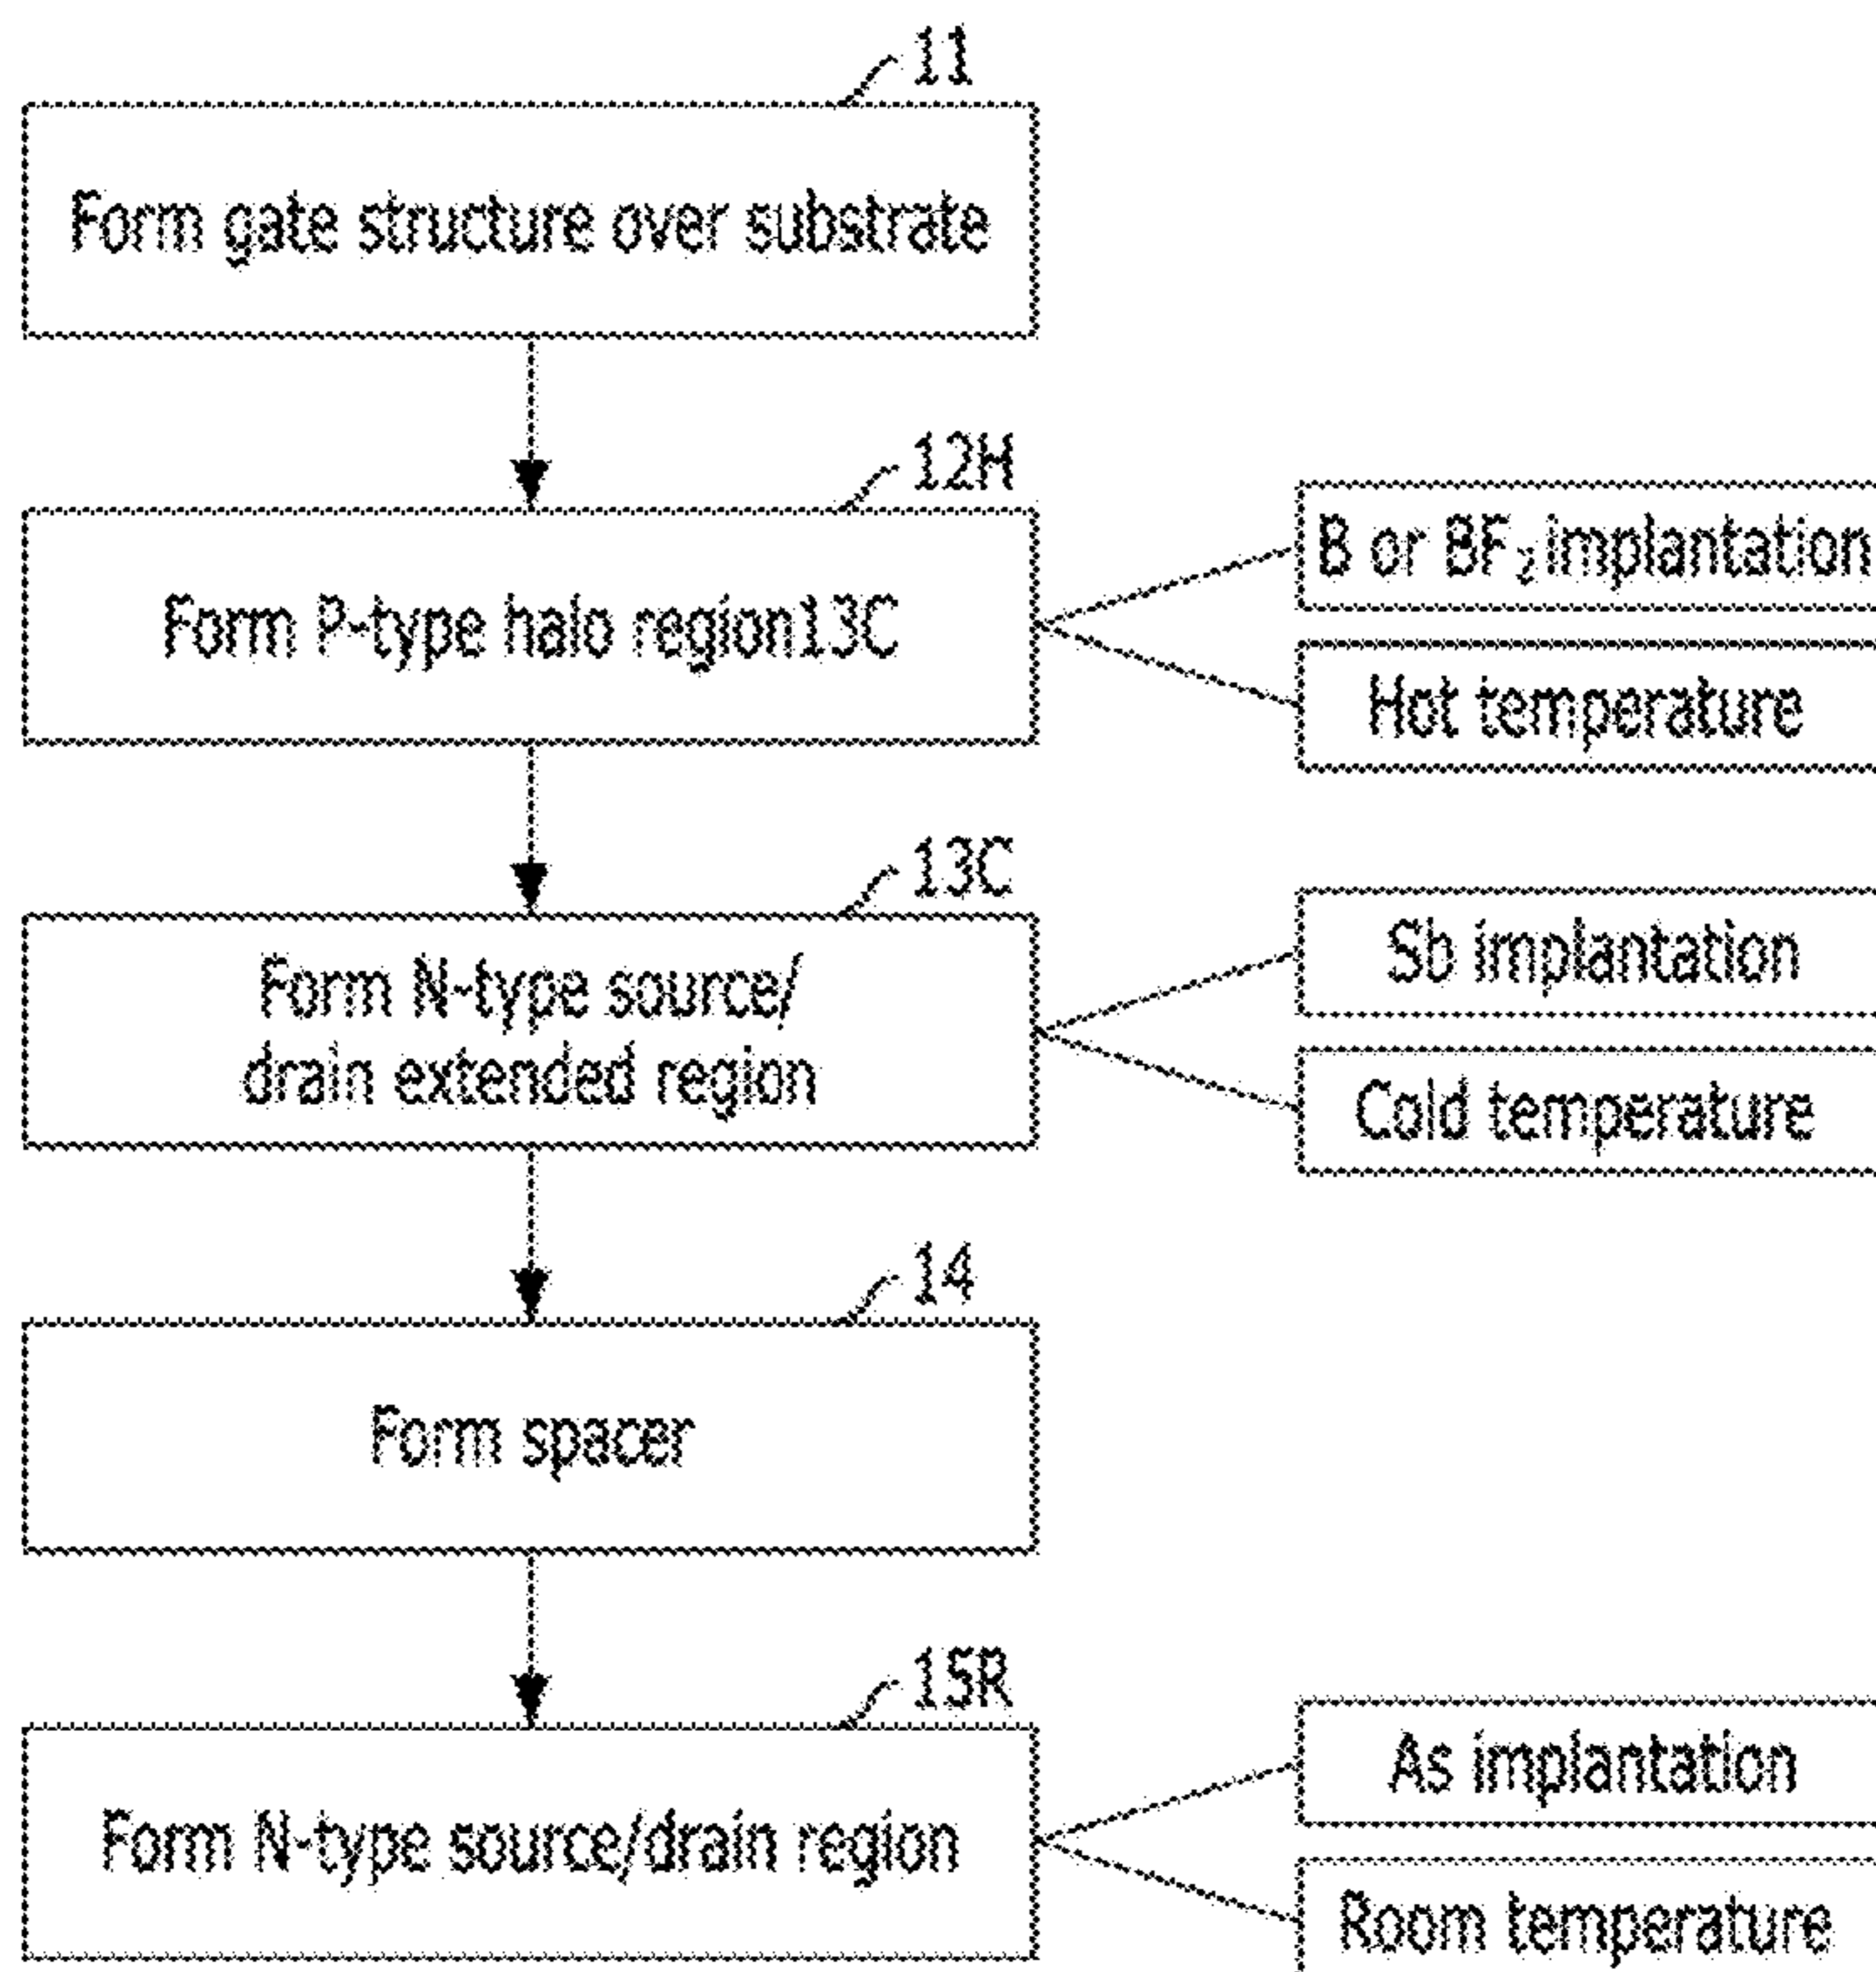 11
Form gate structure over substrate
12H
Form P-type halo region13C
B or BF₂ implantation
Hot temperature
13C
Form N-type source/
drain extended region
Sb implantation
Cold temperature
14
Form spacer
15R
Form N-type source/drain region
As implantation
Room temperature